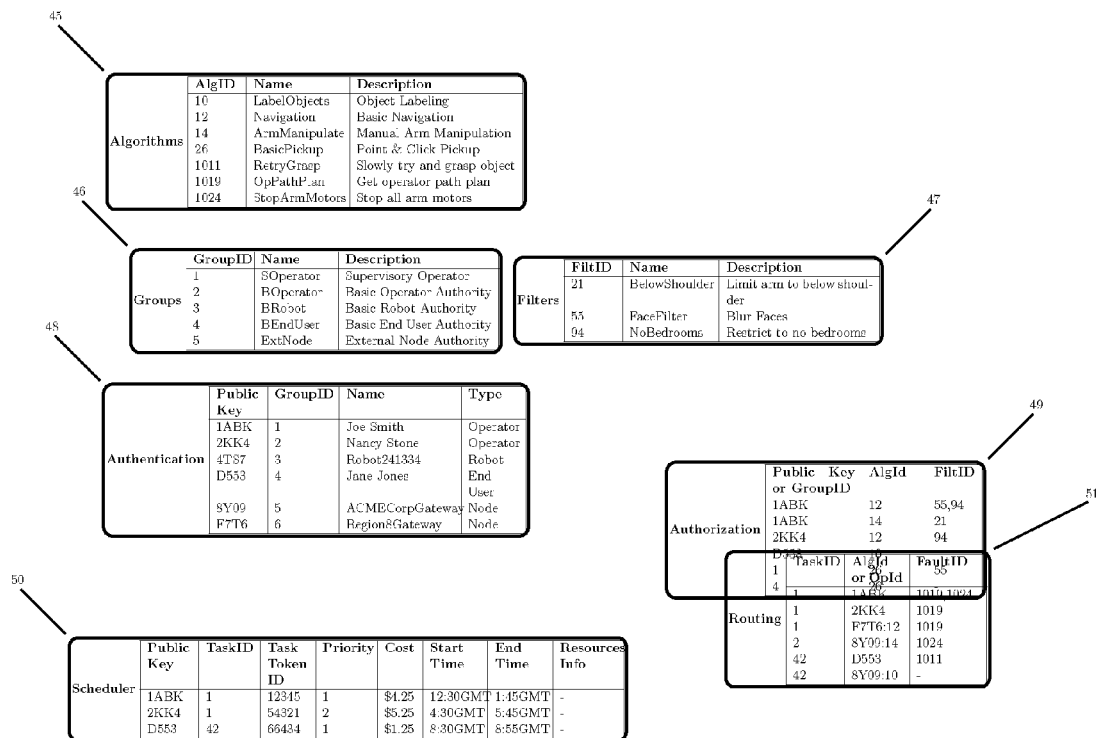 45
Algorithms
AlgID Name Description
10 LabelObjects Object Labeling
12 Navigation Basic Navigation
14 ArmManipulate Manual Arm Manipulation
26 BasicPickup Point & Click Pickup
1011 RetryGrasp Slowly try and grasp object
1019 OpPathPlan Get operator path plan
1024 StopArmMotors Stop all arm motors
46
Groups
GroupID Name Description
1 SOperator Supervisory Operator
2 BOperator Basic Operator Authority
3 BRobot Basic Robot Authority
4 BEndUser Basic End User Authority
5 ExtNode External Node Authority
47
Filters
FiltID Name Description
21 BelowShoulder Limit arm to below shoul-
der
55 FaceFilter Blur Faces
94 NoBedrooms Restrict to no bedrooms
48
Authentication
Public GroupID Name Type
Key
1ABK 1 Joe Smith Operator
2KK4 2 Nancy Stone Operator
4TS7 3 Robot241334 Robot
D553 4 Jane Jones End
User
8Y09 5 ACMECorpGateway Node
F7T6 6 Region8Gateway Node
49
Authorization
Public Key AlgId FiltID
or GroupID
1ABK 12 55,94
1ABK 14 21
2KK4 12 94
1 26 55
4 26
51
Routing
TaskID AlgId FaultID
or OpId
1 1ABK 1019,1024
1 2KK4 1019
1 F7T6:12 1019
2 8Y09:14 1024
42 D553 1011
42 8Y09:10 -
50
Scheduler
Public TaskID Task Priority Cost Start End Resources
Key Token Time Time Info
ID
1ABK 1 12345 1 $4.25 12:30GMT 1:45GMT -
2KK4 1 54321 2 $5.25 4:30GMT 5:45GMT -
D553 42 66434 1 $1.25 8:30GMT 8:55GMT -